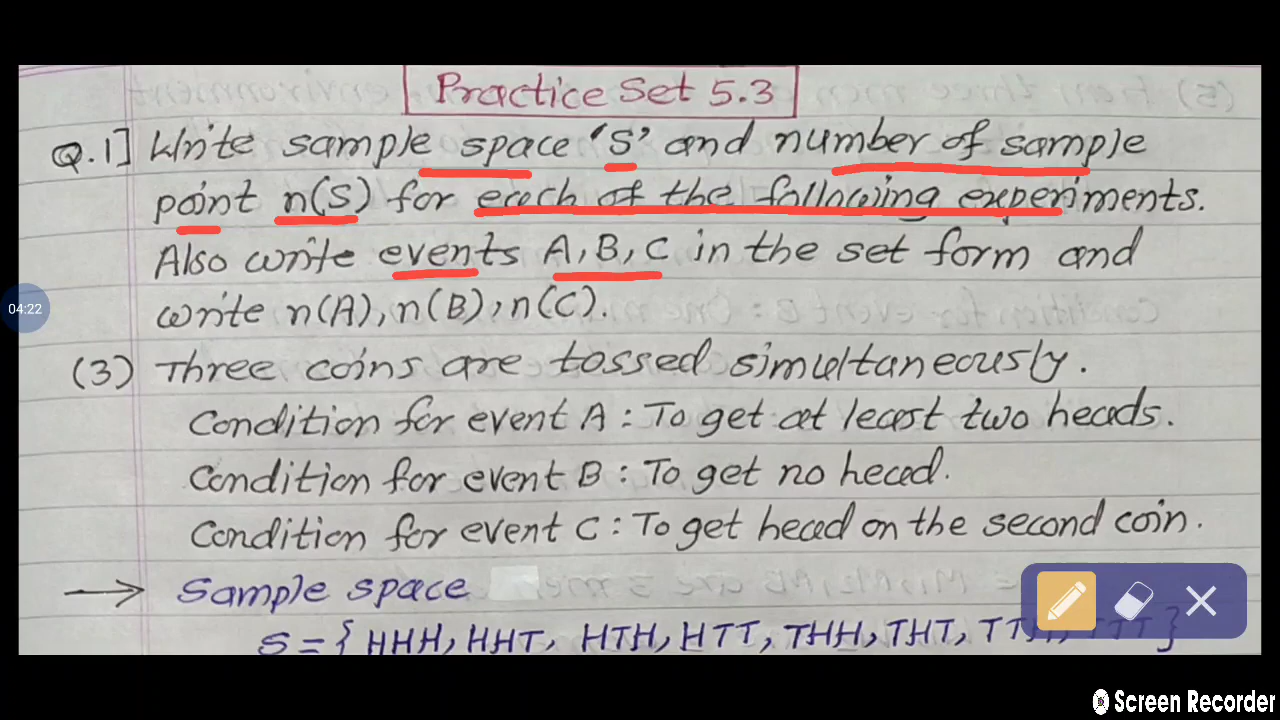 Practice Set 5.3
Q.1] Write sample space 'S' and number of sample
point n(S) for each of the following experiments.
Also write events A, B, C in the set form and
write n(A), n(B), n(C).
04:22
(3) Three coins are tossed simultaneously.
Condition for event A : To get at least two heads.
Condition for event B : To get no head.
Condition for event C : To get head on the second coin.
→ Sample space
S = { HHH, HHT, HTH, HTT, THH, THT, TTH, TTT }
Screen Recorder